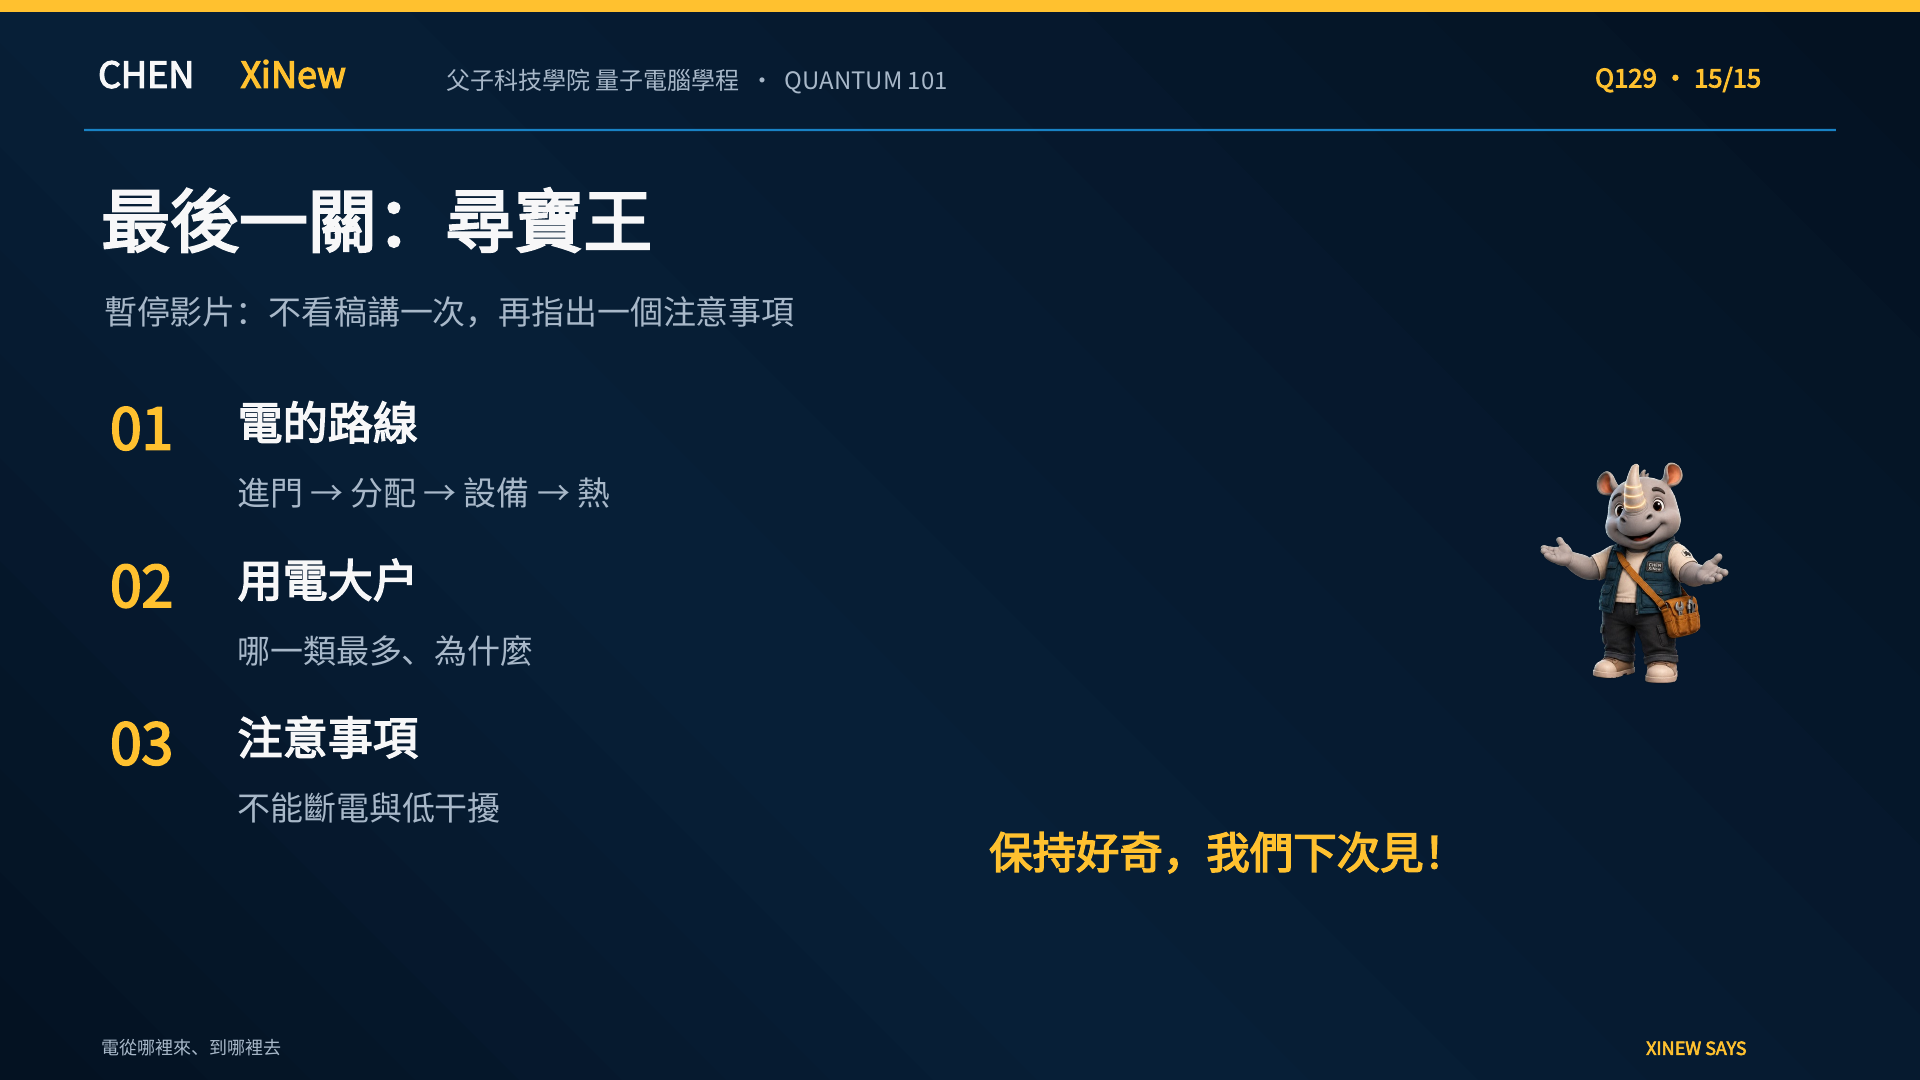 CHEN XiNew 父子科技學院 量子電腦學程 • QUANTUM 101 Q129 • 15/15
最後一關：尋寶王
暫停影片：不看稿講一次，再指出一個注意事項
01 電的路線
進門 → 分配 → 設備 → 熱
02 用電大户
哪一類最多、為什麼
03 注意事項
不能斷電與低干擾
保持好奇，我們下次見！
電從哪裡來、到哪裡去 XINEW SAYS